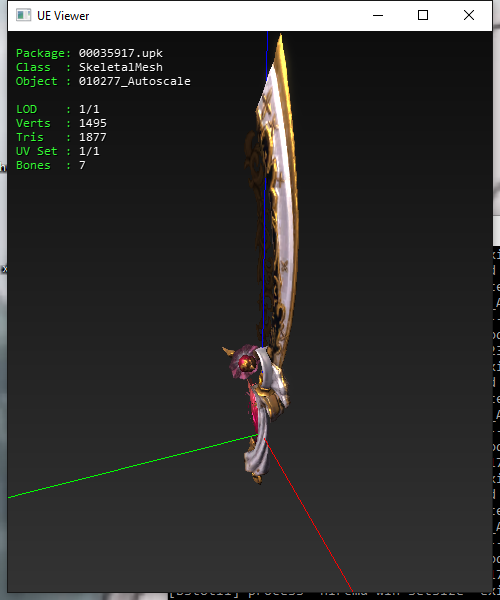 UE Viewer
Package: 00035917.upk
Class : SkeletalMesh
Object : 010277_Autoscale
LOD : 1/1
Verts : 1495
Tris : 1877
UV Set : 1/1
Bones : 7